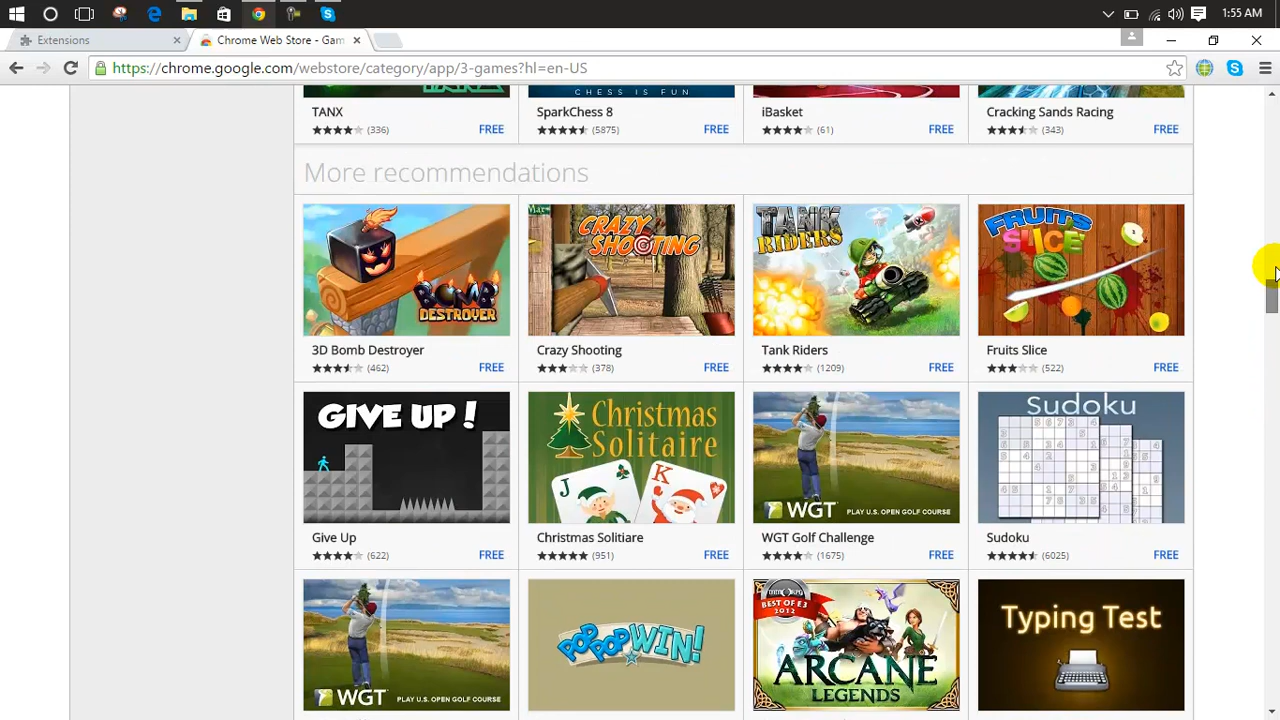 1:55 AM
Extensions
Chrome Web Store - Gam
https://chrome.google.com/webstore/category/app/3-games?hl=en-US
CHESS IS FUN
TANX
SparkChess 8
iBasket
Cracking Sands Racing
(336) FREE
(5875) FREE
(61) FREE
(343) FREE
More recommendations
BOMB DESTROYER
CRAZY SHOOTING
TANK RIDERS
FRUITS SLICE
3D Bomb Destroyer
Crazy Shooting
Tank Riders
Fruits Slice
(462) FREE
(378) FREE
(1209) FREE
(522) FREE
GIVE UP!
Christmas Solitaire
J
K
WGT PLAY U.S. OPEN GOLF COURSE
Sudoku
Give Up
Christmas Solitiare
WGT Golf Challenge
Sudoku
(622) FREE
(951) FREE
(1675) FREE
(6025) FREE
WGT PLAY U.S. OPEN GOLF COURSE
POP POP WIN!
BEST OF E3
2012
ARCANE
LEGENDS
Typing Test